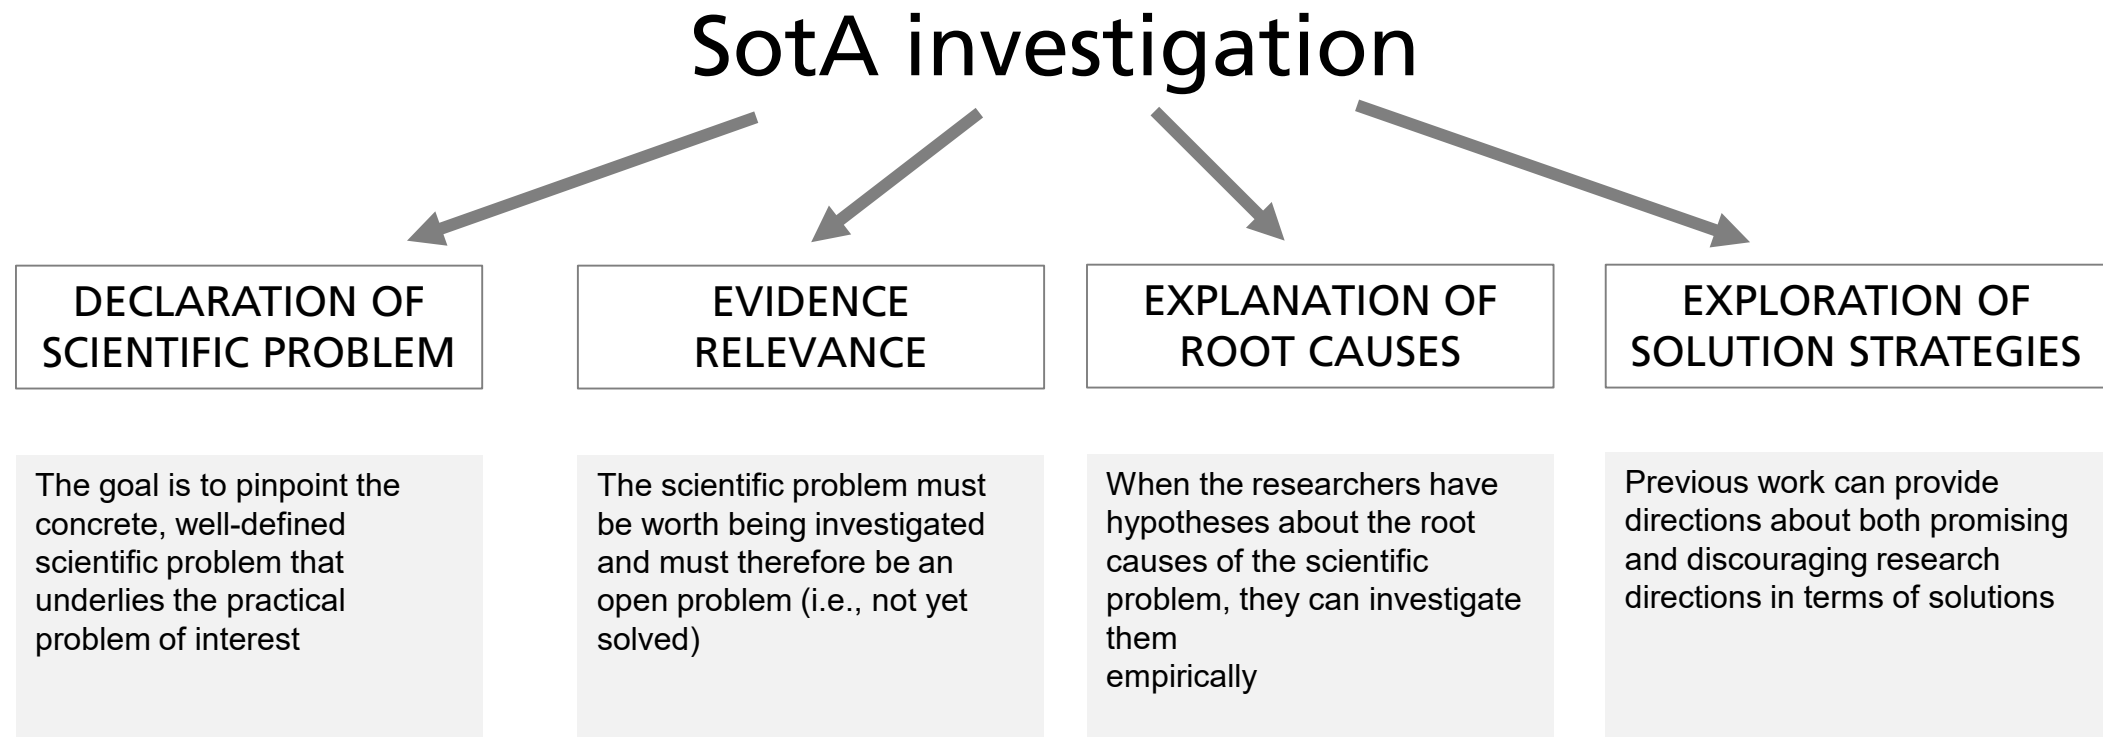 SotA investigation
DECLARATION OF
SCIENTIFIC PROBLEM
EVIDENCE
RELEVANCE
EXPLANATION OF
ROOT CAUSES
EXPLORATION OF
SOLUTION STRATEGIES
The goal is to pinpoint the
concrete, well-defined
scientific problem that
underlies the practical
problem of interest
The scientific problem must
be worth being investigated
and must therefore be an
open problem (i.e., not yet
solved)
When the researchers have
hypotheses about the root
causes of the scientific
problem, they can investigate
them
empirically
Previous work can provide
directions about both promising
and discouraging research
directions in terms of solutions